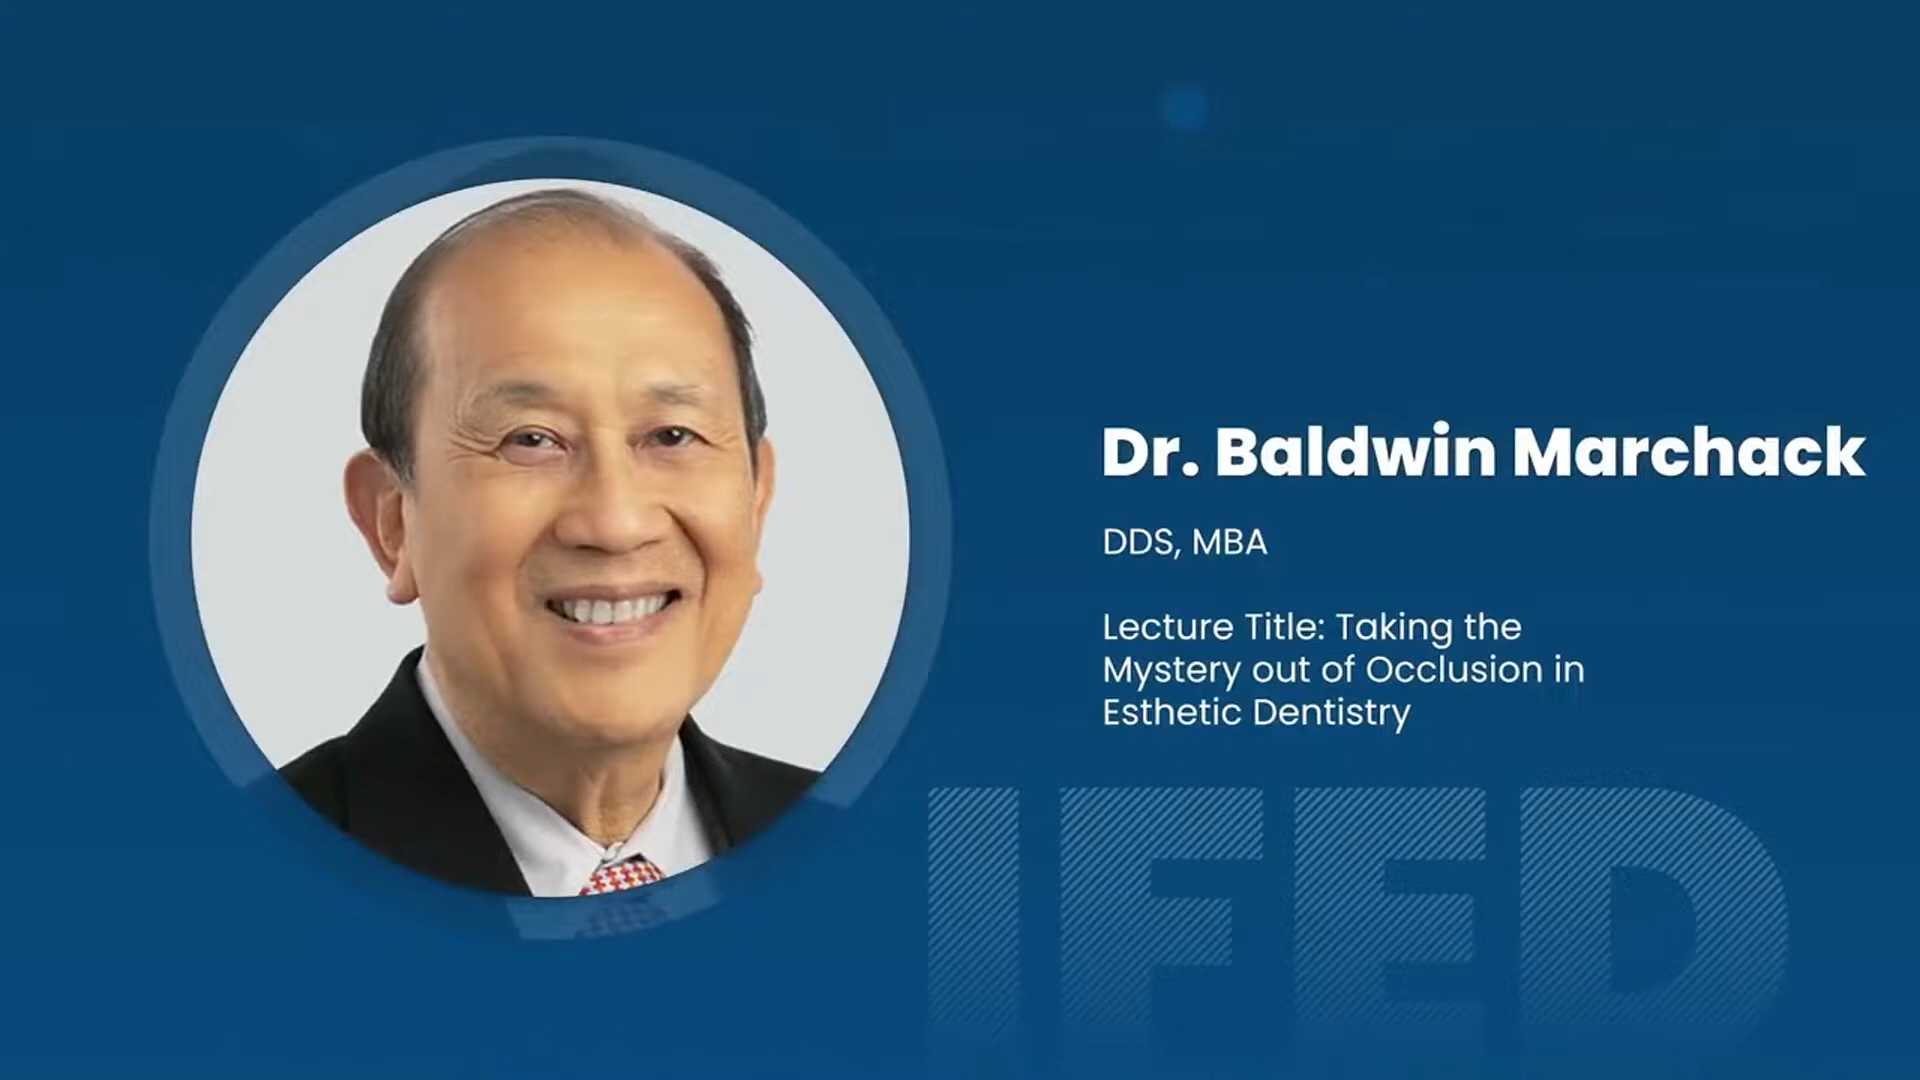 Dr. Baldwin Marchack
DDS, MBA
Lecture Title: Taking the
Mystery out of Occlusion in
Esthetic Dentistry
IFED